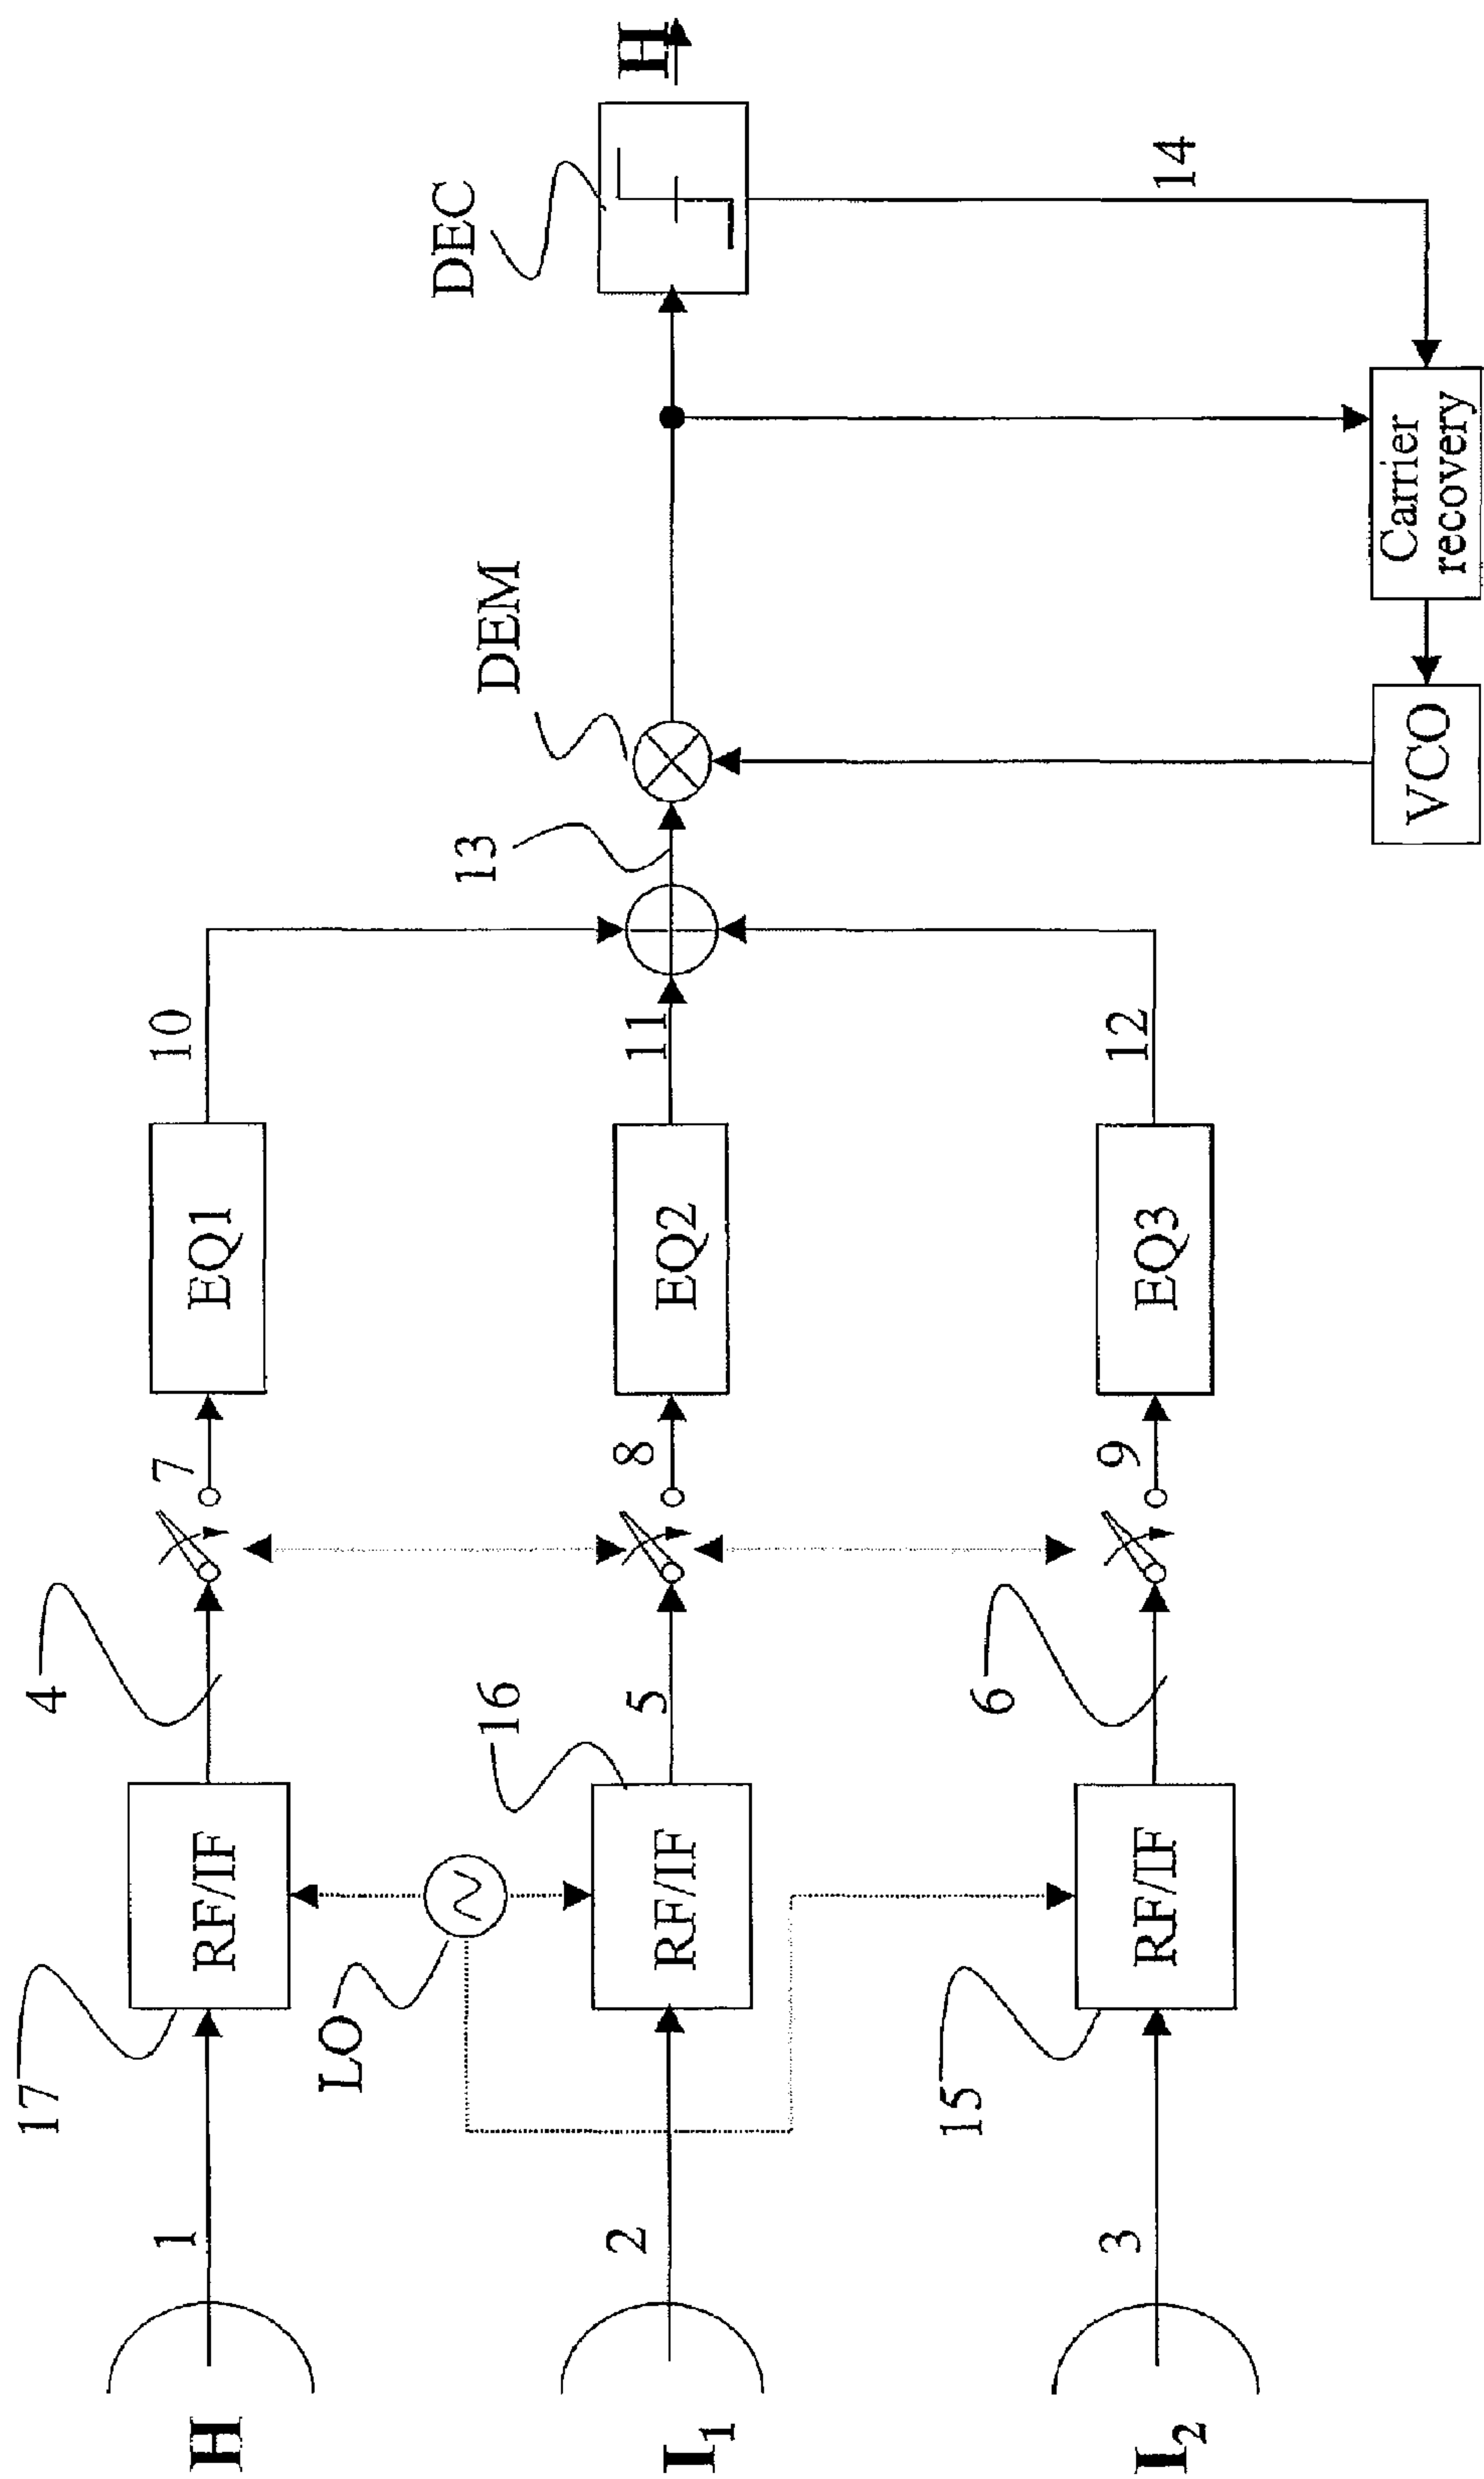 H
1
17
RF/IF
4
7
EQ1
10
LO
I1
2
RF/IF
16
5
8
EQ2
11
13
DEM
DEC
H
I2
3
15
RF/IF
6
9
EQ3
12
14
VCO
Carrier
recovery